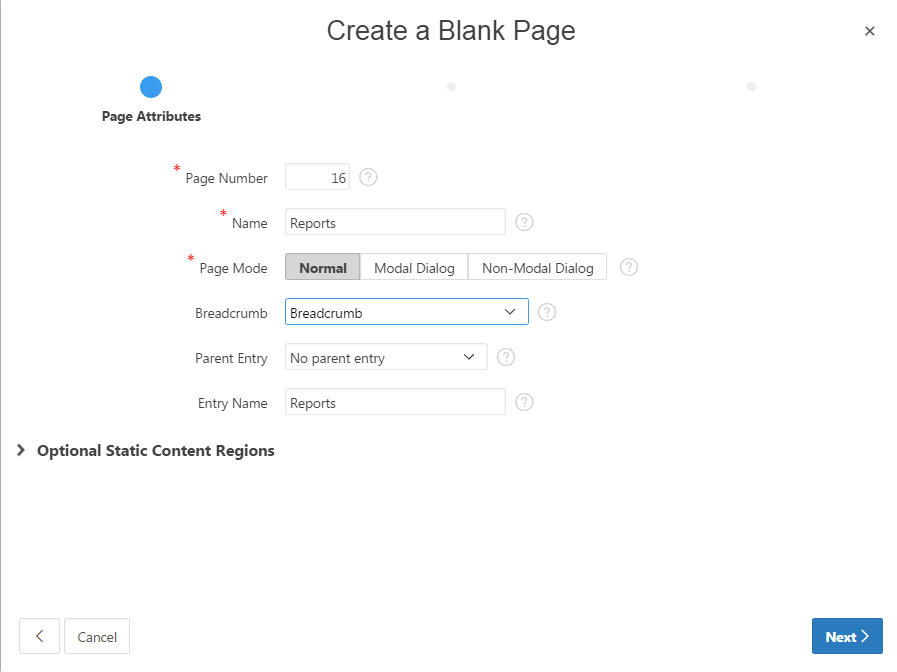 Create a Blank Page
×
Page Attributes
* Page Number 16 ?
* Name Reports ?
* Page Mode Normal Modal Dialog Non-Modal Dialog ?
Breadcrumb Breadcrumb ?
Parent Entry No parent entry ?
Entry Name Reports ?
Optional Static Content Regions
Cancel Next